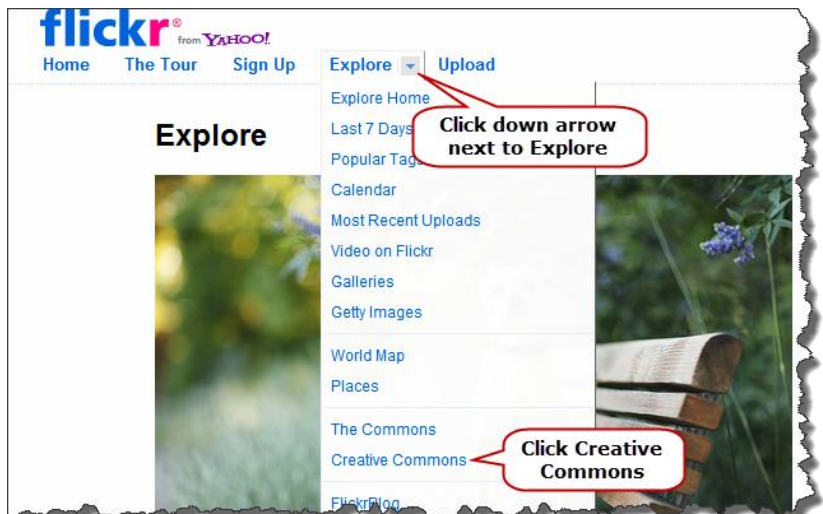 flickr® from YAHOO!
Home The Tour Sign Up Explore Upload
Explore
Explore Home
Last 7 Days
Popular Tags
Calendar
Most Recent Uploads
Video on Flickr
Galleries
Getty Images
World Map
Places
The Commons
Creative Commons
FlickrBlog
Click down arrow
next to Explore
Click Creative
Commons